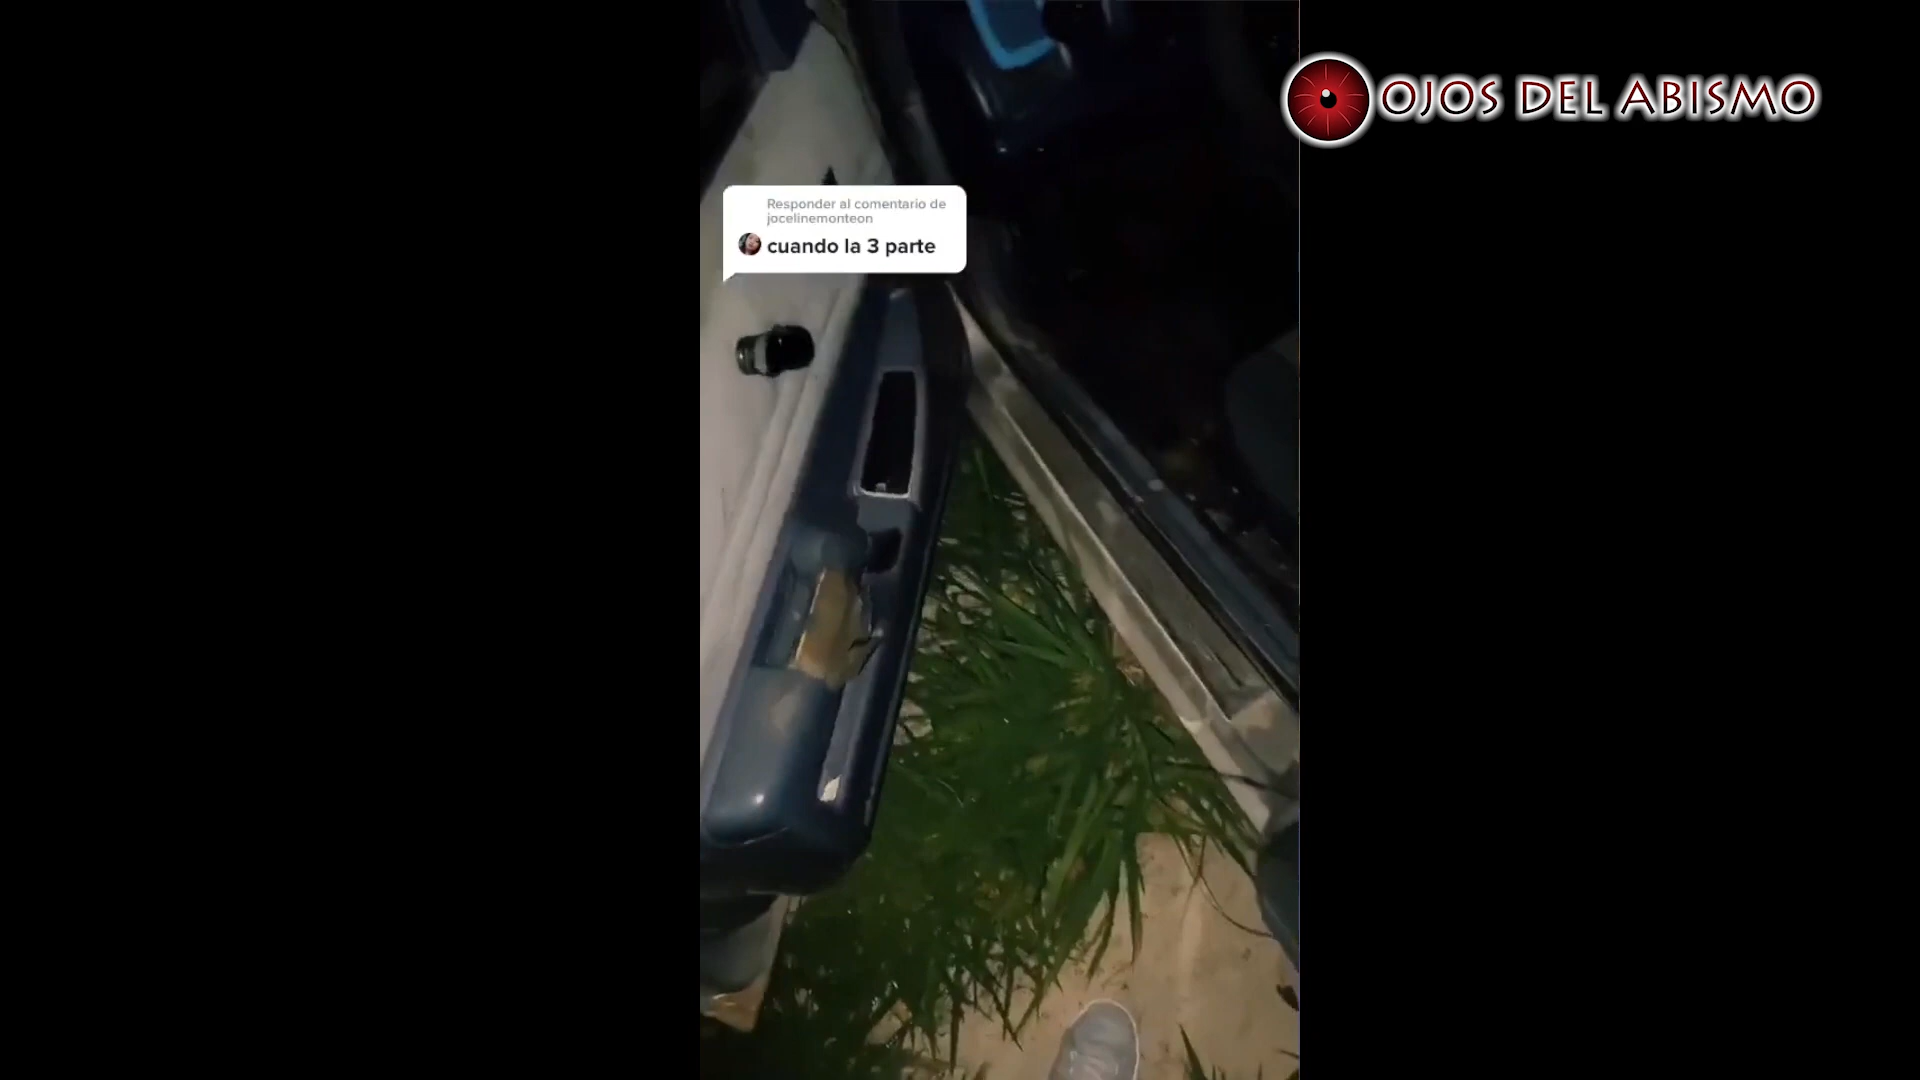 OJOS DEL ABISMO
Responder al comentario de
jocelinemonteon
cuando la 3 parte